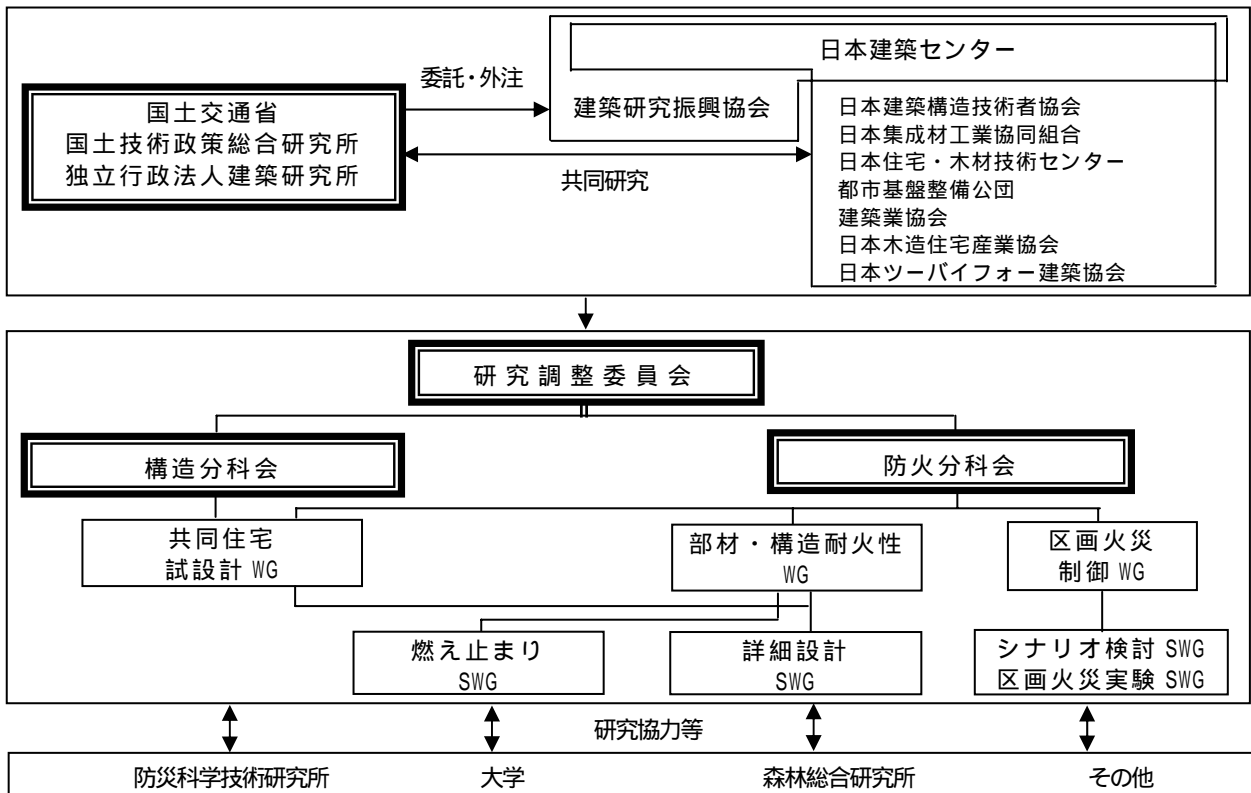 日本建築センター
委託・外注
国土交通省
国土技術政策総合研究所
独立行政法人建築研究所
建築研究振興協会
共同研究
日本建築構造技術者協会
日本集成材工業協同組合
日本住宅・木材技術センター
都市基盤整備公団
建築業協会
日本木造住宅産業協会
日本ツーバイフォー建築協会
研究調整委員会
構造分科会
防火分科会
共同住宅
試設計 WG
部材・構造耐火性
WG
区画火災
制御 WG
燃え止まり
SWG
詳細設計
SWG
シナリオ検討 SWG
区画火災実験 SWG
研究協力等
防災科学技術研究所
大学
森林総合研究所
その他